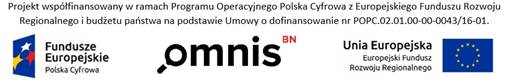 Projekt współfinansowany w ramach Programu Operacyjnego Polska Cyfrowa z Europejskiego Funduszu Rozwoju
Regionalnego i budżetu państwa na podstawie Umowy o dofinansowanie nr POPC.02.01.00-00-0043/16-01.
Fundusze
Europejskie
Polska Cyfrowa
omnis BN
Unia Europejska
Europejski Fundusz
Rozwoju Regionalnego